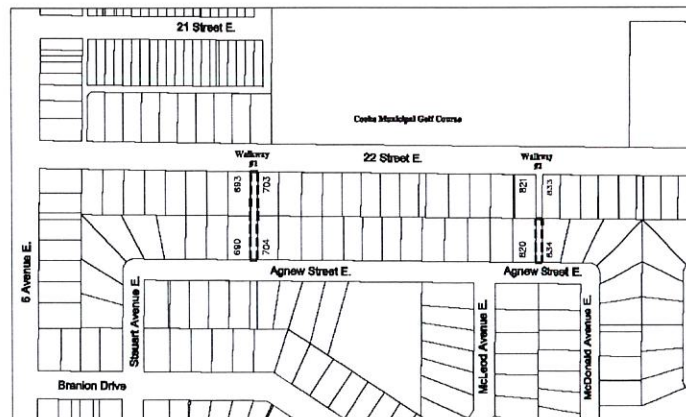 21 Street E.
Cooke Municipal Golf Course
Walkway
#1
22 Street E.
Walkway
#2
693
703
821
833
690
704
820
834
Agnew Street E.
Agnew Street E.
6 Avenue E.
Steuart Avenue E.
McLeod Avenue E.
McDonald Avenue E.
Branion Drive